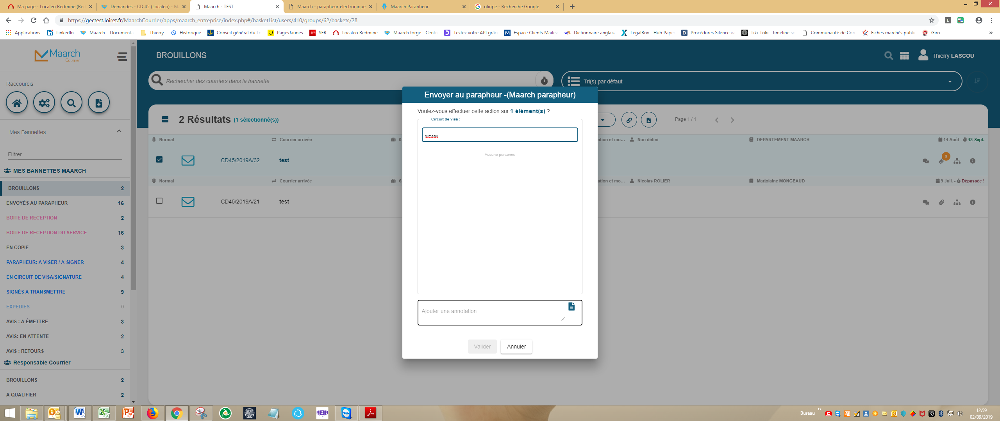 Ma page - Localeo Redmine (Rec
Demandes - CD 45 (Localeo) - M
Maarch - TEST
Maarch - parapheur électronique
Maarch Parapheur
olinpe - Recherche Google
https://gectest.loiret.fr/MaarchCourrier/apps/maarch_entreprise/index.php#/basketList/users/410/groups/62/baskets/28
Applications
LinkedIn
Maarch – Documenta
Thierry
Historique
Conseil général du Lo
PagesJaunes
SFR
Localeo Redmine
Maarch forge - Centr
Testez votre API grâc
Espace Clients Mailev
Dictionnaire anglais
LegalBox - Hub Pape
Procédures Silence va
Tiki-Toki - timeline so
Communauté de Con
Fiches marchés publi
Giro
Maarch
Courrier
BROUILLONS
Thierry LASCOU
Raccourcis
Rechercher des courriers dans la bannette
Tri(s) par défaut
Envoyer au parapheur -(Maarch parapheur)
Voulez-vous effectuer cette action sur 1 élément(s) ?
Circuit de visa :
rumeau
Aucune personne
Ajouter une annotation
Valider
Annuler
2 Résultats (1 sélectionné(s))
Page 1 / 1
Normal
Courrier arrivée
0.
ation et mo...
Non défini
DEPARTEMENT MAARCH
14 Août - 13 Sept.
CD45/2019A/32
test
2
Normal
Courrier arrivée
6.
ation et mo...
Nicolas ROLIER
Marjolaine MONGEAUD
9 Juil. - Dépassée !
CD45/2019A/21
test
Mes Bannettes
Filtrer
MES BANNETTES MAARCH
BROUILLONS 2
ENVOYÉS AU PARAPHEUR 16
BOITE DE RECEPTION 2
BOITE DE RECEPTION DU SERVICE 16
EN COPIE 3
PARAPHEUR: A VISER / A SIGNER 4
EN CIRCUIT DE VISA/SIGNATURE 4
SIGNÉS A TRANSMETTRE 9
EXPÉDIÉS 0
AVIS : A ÉMETTRE 3
AVIS: EN ATTENTE 2
AVIS : RETOURS 3
Responsable Courrier
BROUILLONS 2
A QUALIFIER 2
Bureau
12:59
02/09/2019